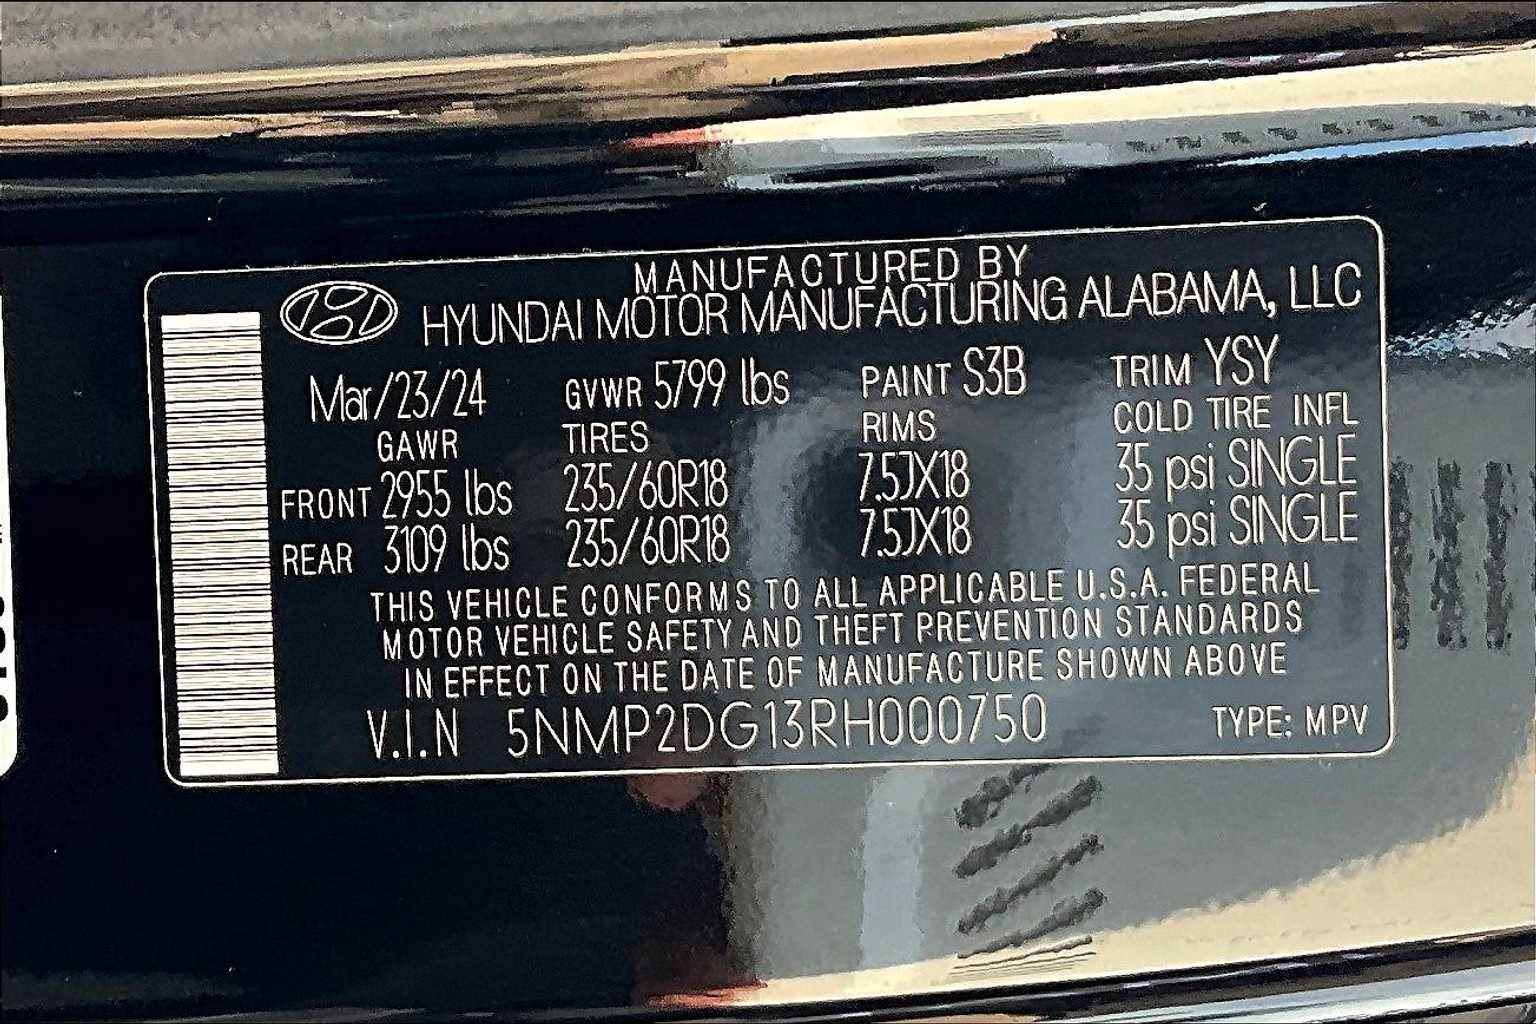 MANUFACTURED BY
HYUNDAI MOTOR MANUFACTURING ALABAMA, LLC
Mar/23/24 GVWR 5799 lbs PAINT S3B TRIM YSY
GAWR TIRES RIMS COLD TIRE INFL
FRONT 2955 lbs 235/60R18 7.5JX18 35 psi SINGLE
REAR 3109 lbs 235/60R18 7.5JX18 35 psi SINGLE
THIS VEHICLE CONFORMS TO ALL APPLICABLE U.S.A. FEDERAL
MOTOR VEHICLE SAFETY AND THEFT PREVENTION STANDARDS
IN EFFECT ON THE DATE OF MANUFACTURE SHOWN ABOVE
V.I.N 5NMP2DG13RH000750 TYPE: MPV